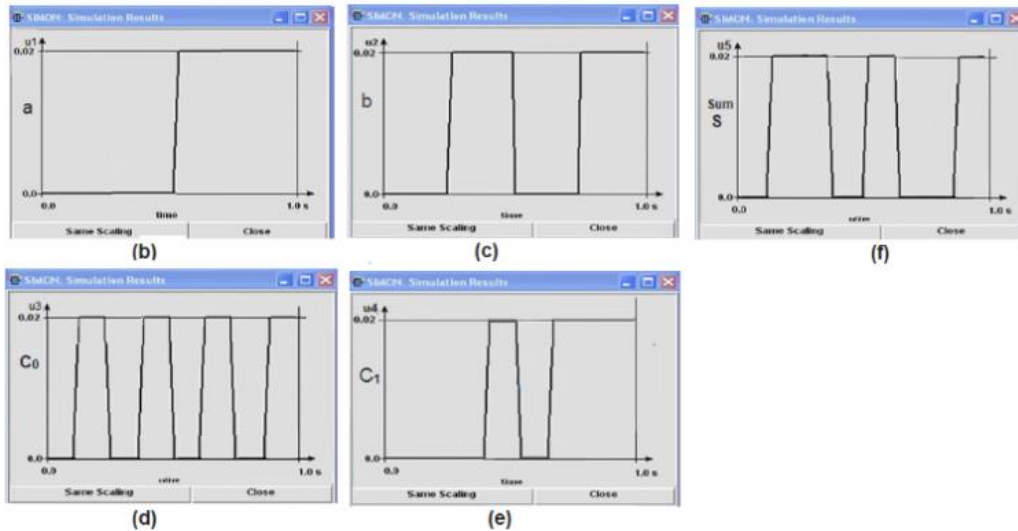 SIMON: Simulation Results
u1
0.02
a
0.0
0.0
1.0 s
time
Same Scaling
Close
(b)
SIMON: Simulation Results
u2
0.02
b
0.0
0.0
1.0 s
time
Same Scaling
Close
(c)
SIMON: Simulation Results
u5
0.02
Sum
S
0.0
0.0
1.0 s
Same Scaling
Close
(f)
SIMON: Simulation Results
u3
0.02
C0
0.0
0.0
1.0 s
Same Scaling
Close
(d)
SIMON: Simulation Results
u4
0.02
C1
0.0
0.0
1.0 s
time
Same Scaling
Close
(e)